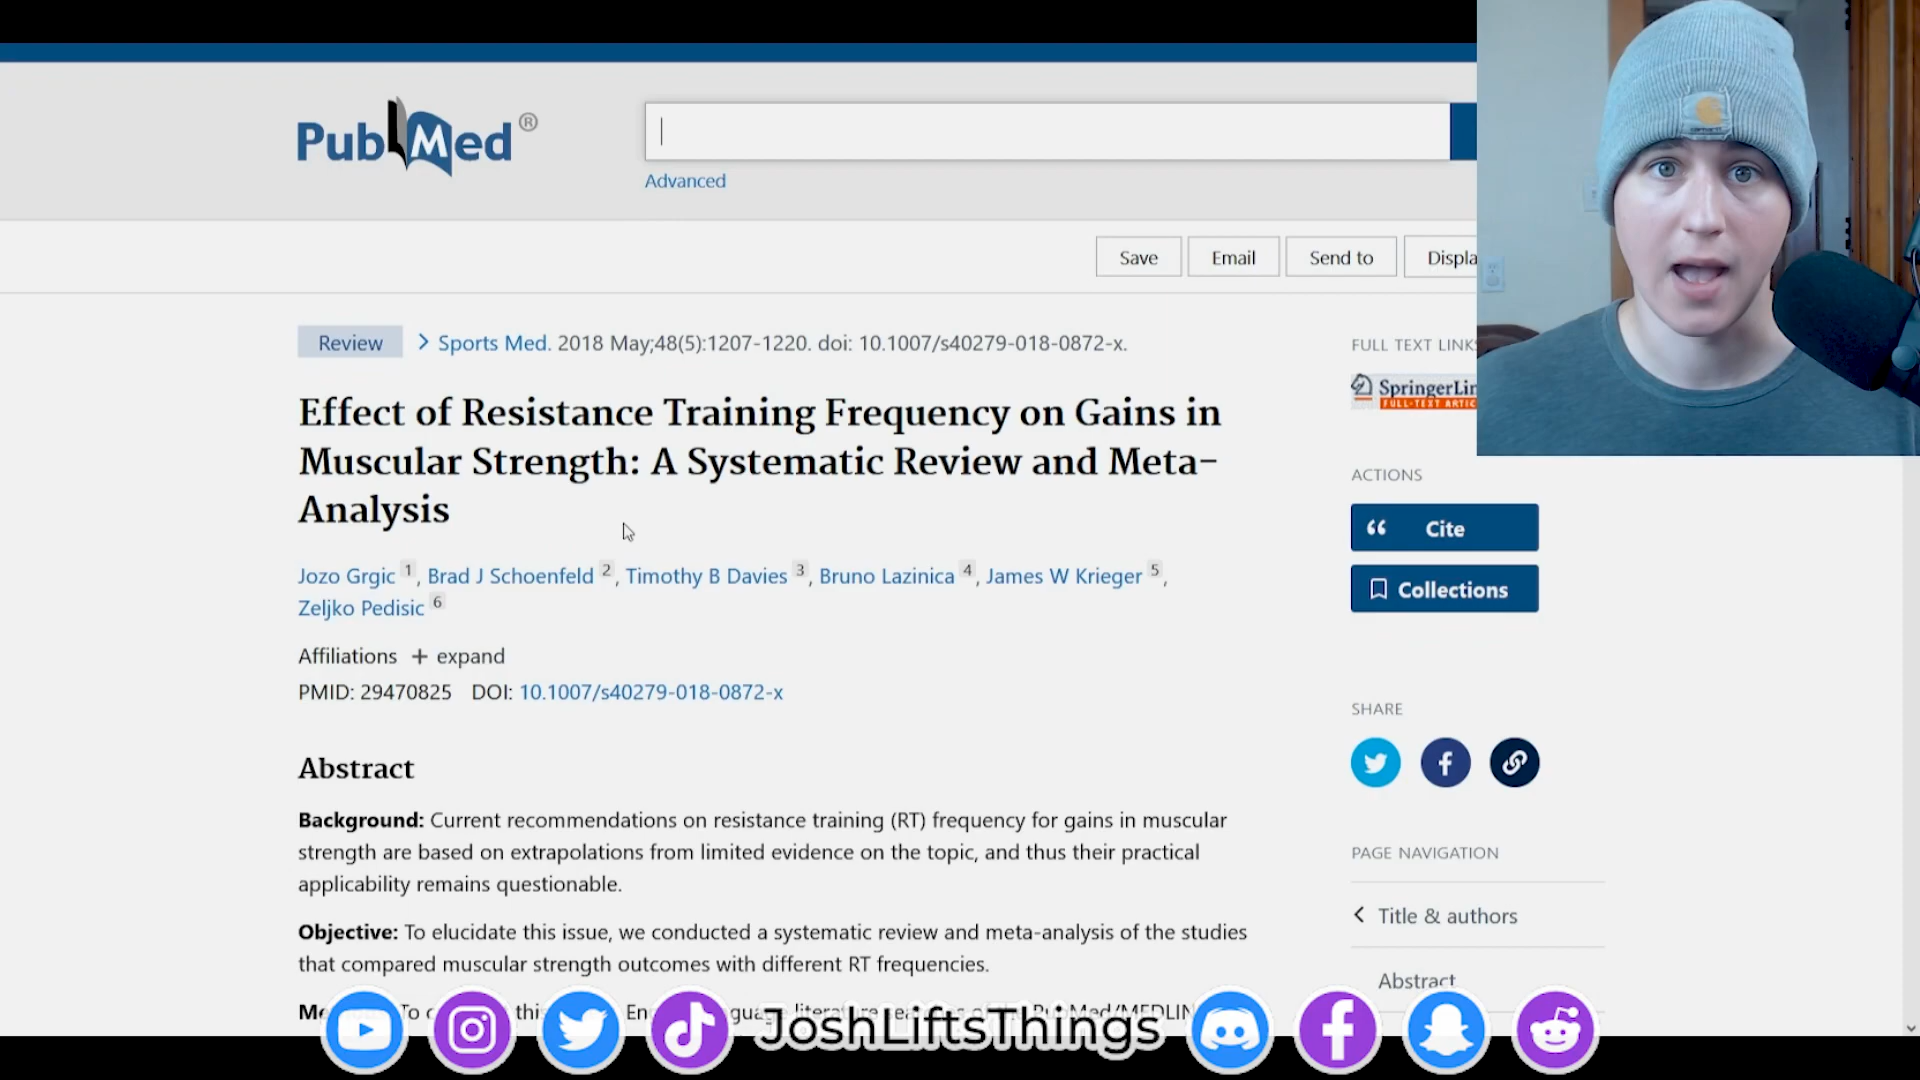 PubMed®
Advanced
Save Email Send to Displa
Review > Sports Med. 2018 May;48(5):1207-1220. doi: 10.1007/s40279-018-0872-x.
Effect of Resistance Training Frequency on Gains in
Muscular Strength: A Systematic Review and Meta-
Analysis
Jozo Grgic 1, Brad J Schoenfeld 2, Timothy B Davies 3, Bruno Lazinica 4, James W Krieger 5,
Zeljko Pedisic 6
Affiliations + expand
PMID: 29470825 DOI: 10.1007/s40279-018-0872-x
Abstract
Background: Current recommendations on resistance training (RT) frequency for gains in muscular
strength are based on extrapolations from limited evidence on the topic, and thus their practical
applicability remains questionable.
Objective: To elucidate this issue, we conducted a systematic review and meta-analysis of the studies
that compared muscular strength outcomes with different RT frequencies.
FULL TEXT LINKS
SpringerLin
FULL-TEXT ARTIC
ACTIONS
Cite
Collections
SHARE
PAGE NAVIGATION
< Title & authors
Abstract
JoshLiftsThings